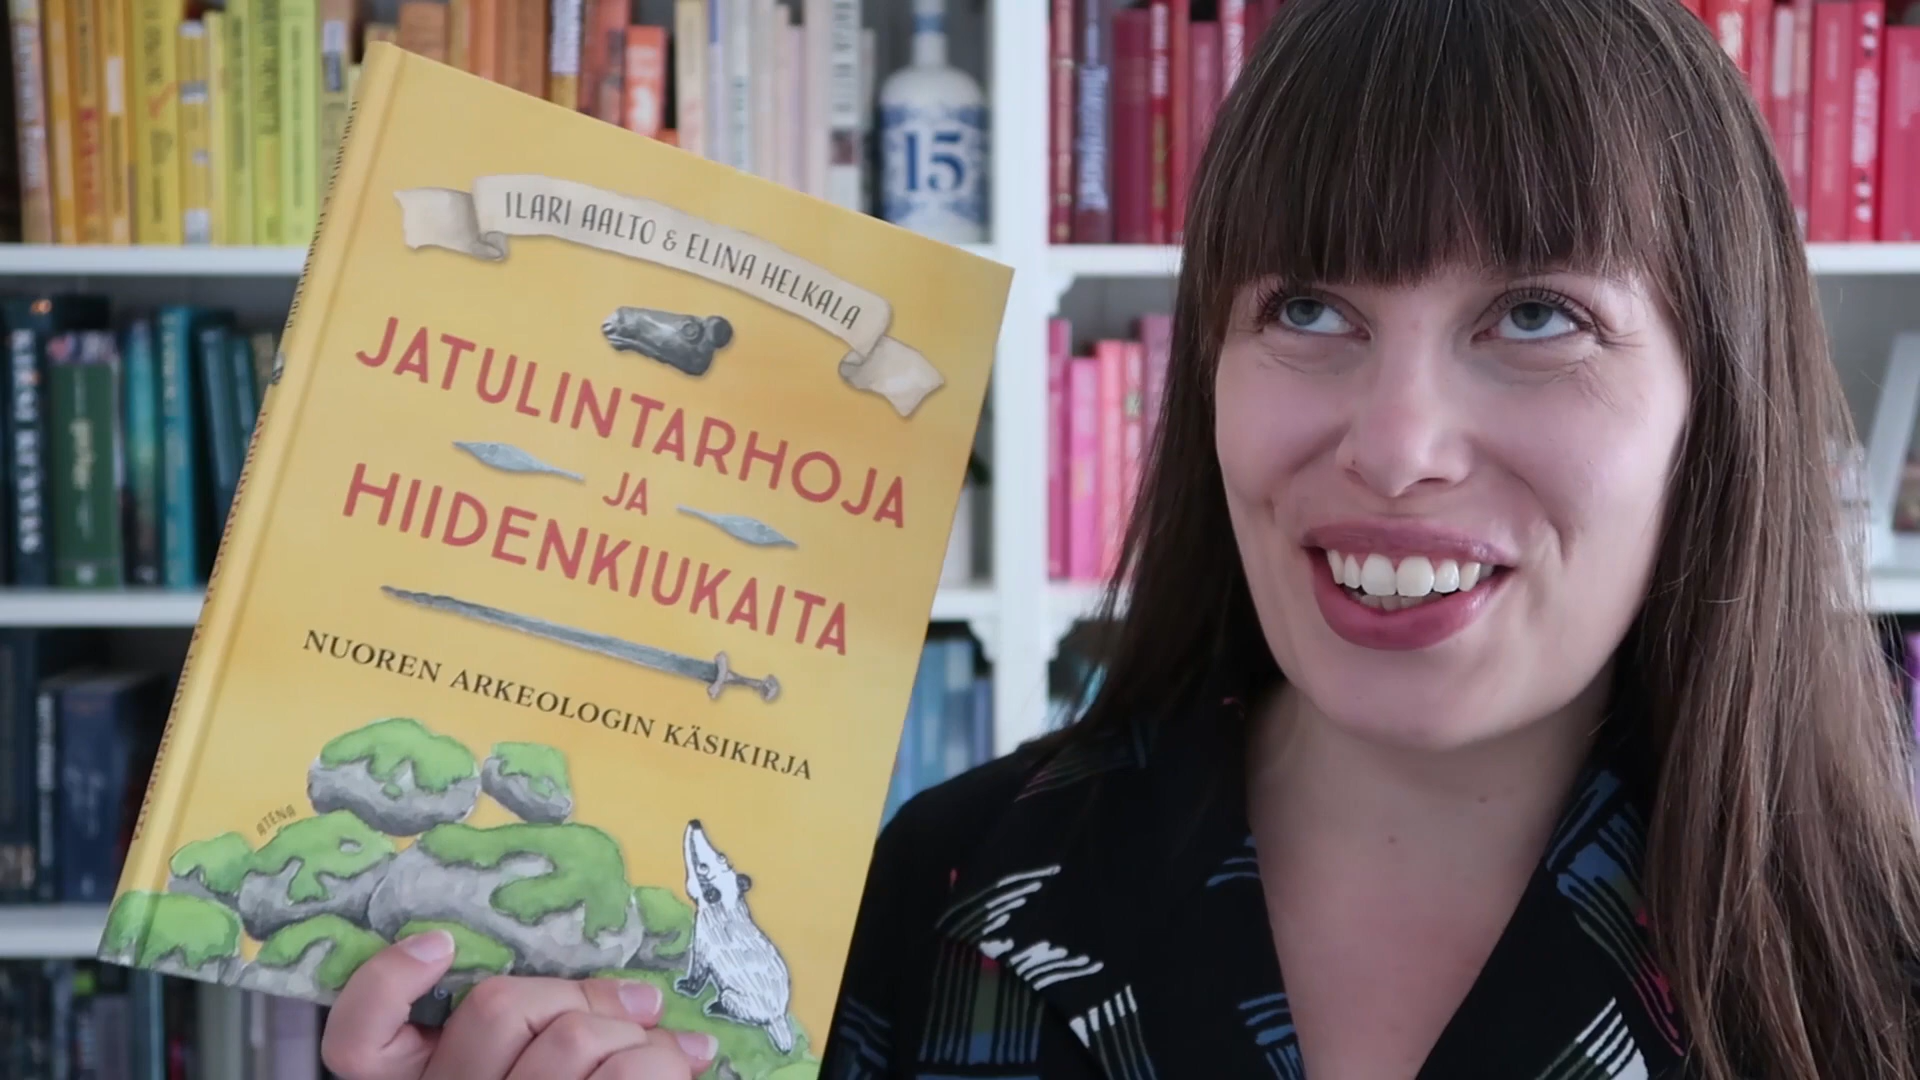 ILARI AALTO & ELINA HELKALA
JATULINTARHOJA
JA
HIIDENKIUKAITA
NUOREN ARKEOLOGIN KÄSIKIRJA
ATENA
15